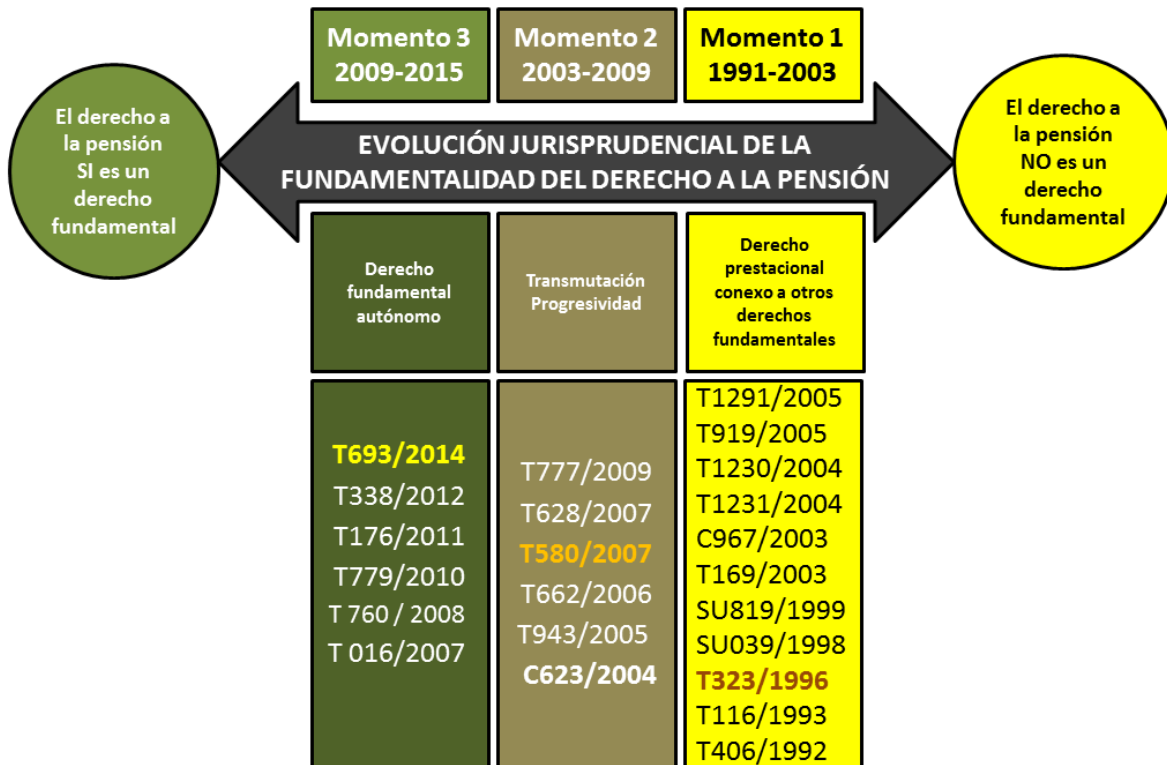 Momento 3
2009-2015
Momento 2
2003-2009
Momento 1
1991-2003
El derecho a
la pensión
SI es un
derecho
fundamental
EVOLUCIÓN JURISPRUDENCIAL DE LA
FUNDAMENTALIDAD DEL DERECHO A LA PENSIÓN
El derecho a
la pensión
NO es un
derecho
fundamental
Derecho
fundamental
autónomo
Transmutación
Progresividad
Derecho
prestacional
conexo a otros
derechos
fundamentales
T693/2014
T338/2012
T176/2011
T779/2010
T 760 / 2008
T 016/2007
T777/2009
T628/2007
T580/2007
T662/2006
T943/2005
C623/2004
T1291/2005
T919/2005
T1230/2004
T1231/2004
C967/2003
T169/2003
SU819/1999
SU039/1998
T323/1996
T116/1993
T406/1992